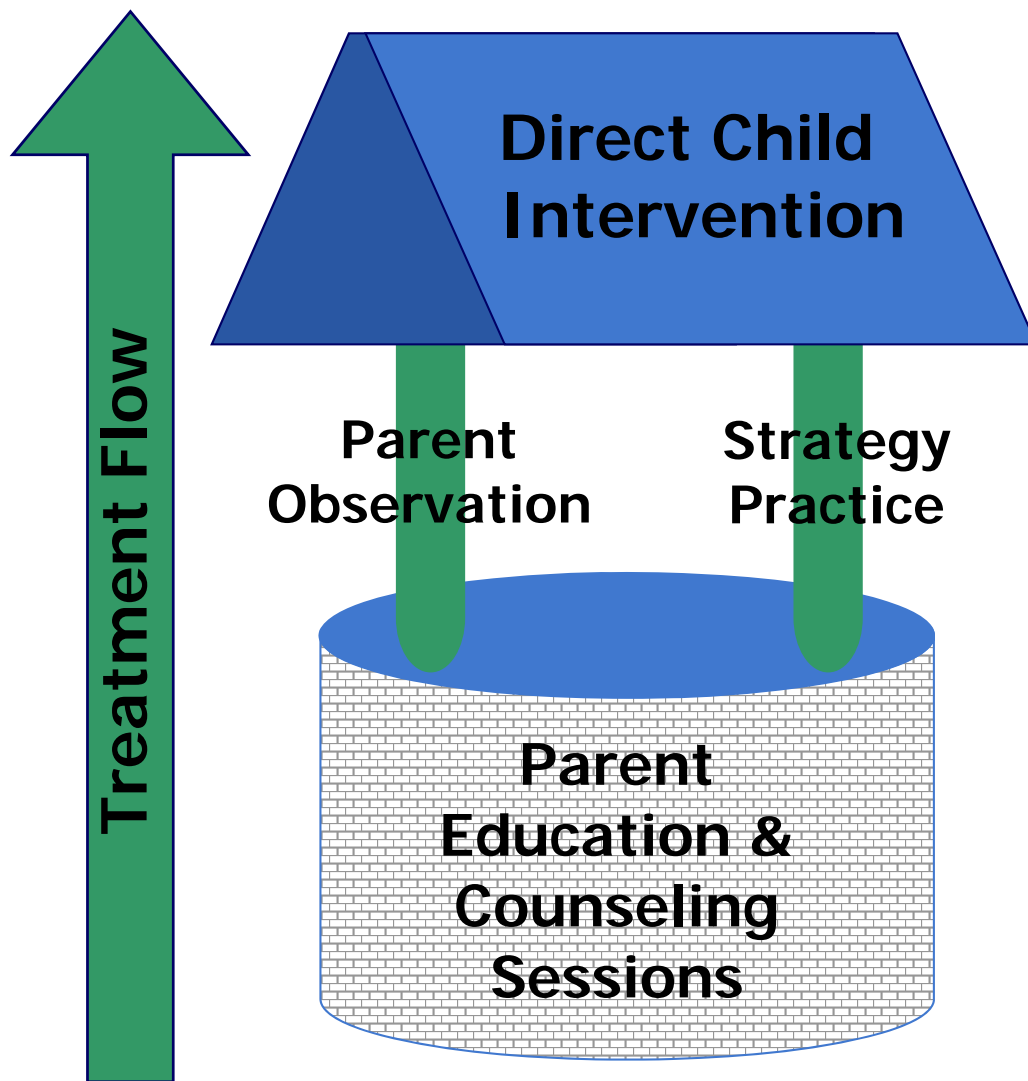 Treatment Flow
Direct Child
Intervention
Parent
Observation
Strategy
Practice
Parent
Education &
Counseling
Sessions